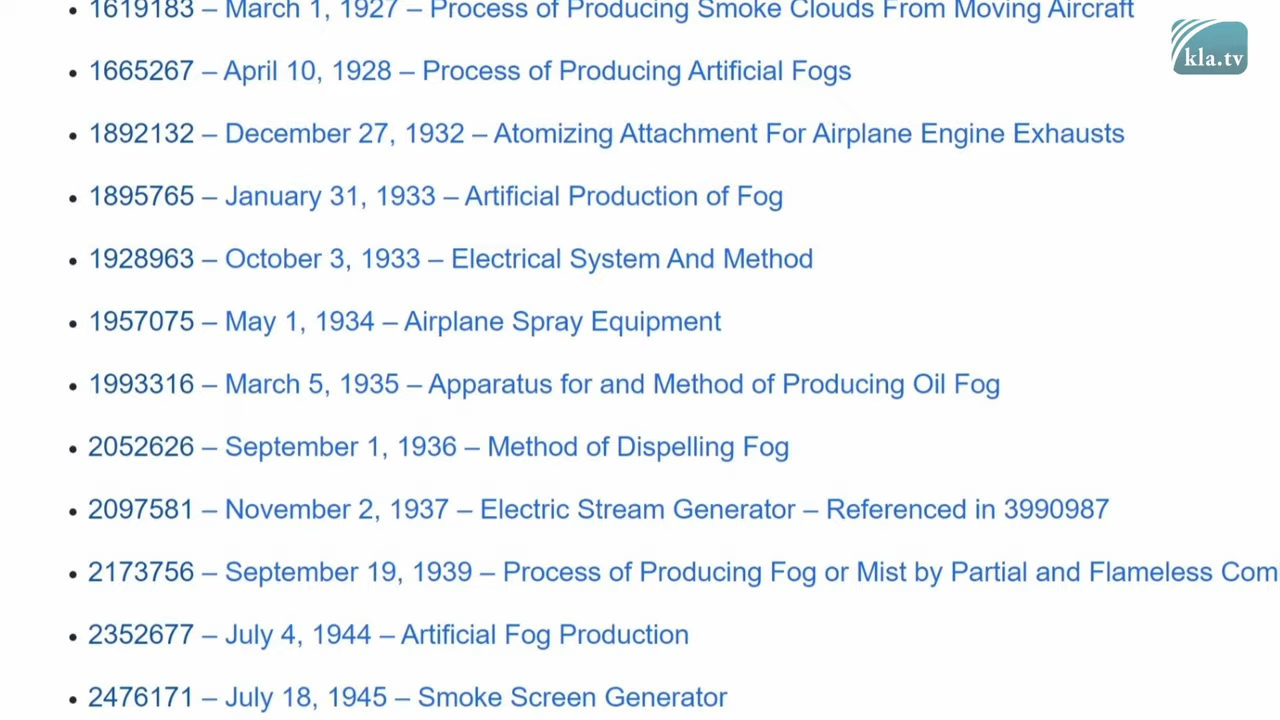 1619183 – March 1, 1927 – Process of Producing Smoke Clouds From Moving Aircraft
kla.tv
1665267 – April 10, 1928 – Process of Producing Artificial Fogs
1892132 – December 27, 1932 – Atomizing Attachment For Airplane Engine Exhausts
1895765 – January 31, 1933 – Artificial Production of Fog
1928963 – October 3, 1933 – Electrical System And Method
1957075 – May 1, 1934 – Airplane Spray Equipment
1993316 – March 5, 1935 – Apparatus for and Method of Producing Oil Fog
2052626 – September 1, 1936 – Method of Dispelling Fog
2097581 – November 2, 1937 – Electric Stream Generator – Referenced in 3990987
2173756 – September 19, 1939 – Process of Producing Fog or Mist by Partial and Flameless Com
2352677 – July 4, 1944 – Artificial Fog Production
2476171 – July 18, 1945 – Smoke Screen Generator